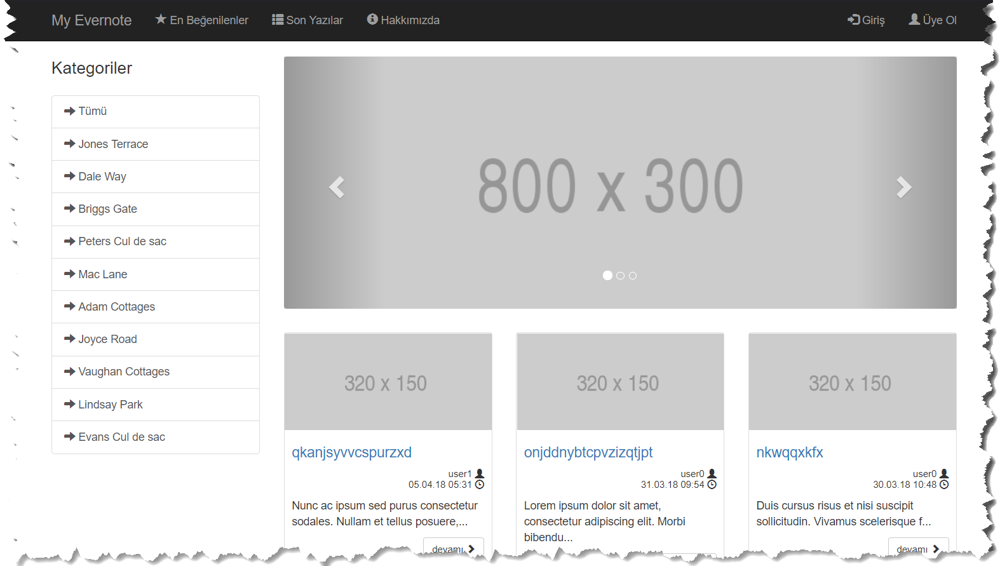 My Evernote En Beğenilenler Son Yazılar Hakkımızda Giriş Üye Ol
Kategoriler
Tümü
Jones Terrace
Dale Way
Briggs Gate
Peters Cul de sac
Mac Lane
Adam Cottages
Joyce Road
Vaughan Cottages
Lindsay Park
Evans Cul de sac
800 x 300
320 x 150
qkanjsyvvcspurzxd
user1
05.04.18 05:31
Nunc ac ipsum sed purus consectetur
sodales. Nullam et tellus posuere,...
devamı
320 x 150
onjddnybtcpvzizqtjpt
user0
31.03.18 09:54
Lorem ipsum dolor sit amet,
consectetur adipiscing elit. Morbi
bibendu...
320 x 150
nkwqqxkfx
user0
30.03.18 10:48
Duis cursus risus et nisi suscipit
sollicitudin. Vivamus scelerisque f...
devamı